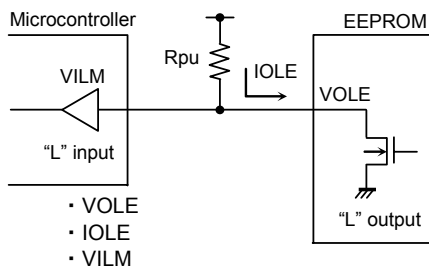 Microcontroller
EEPROM
Rpu
IOLE
VILM
VOLE
“L” input
“L” output
・ VOLE
・ IOLE
・ VILM